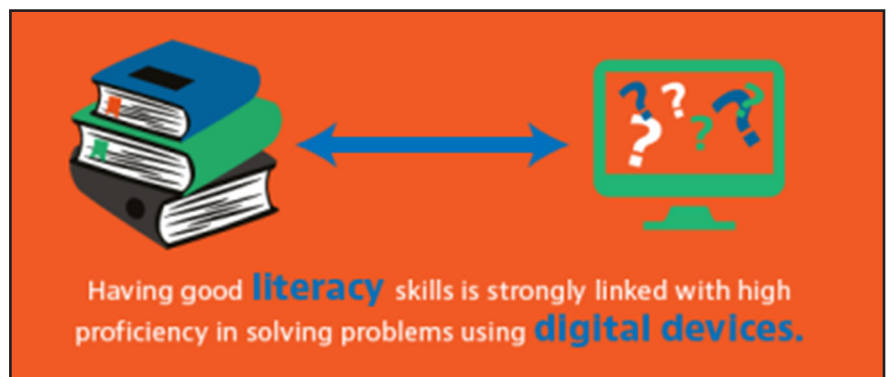 Having good literacy skills is strongly linked with high
proficiency in solving problems using digital devices.